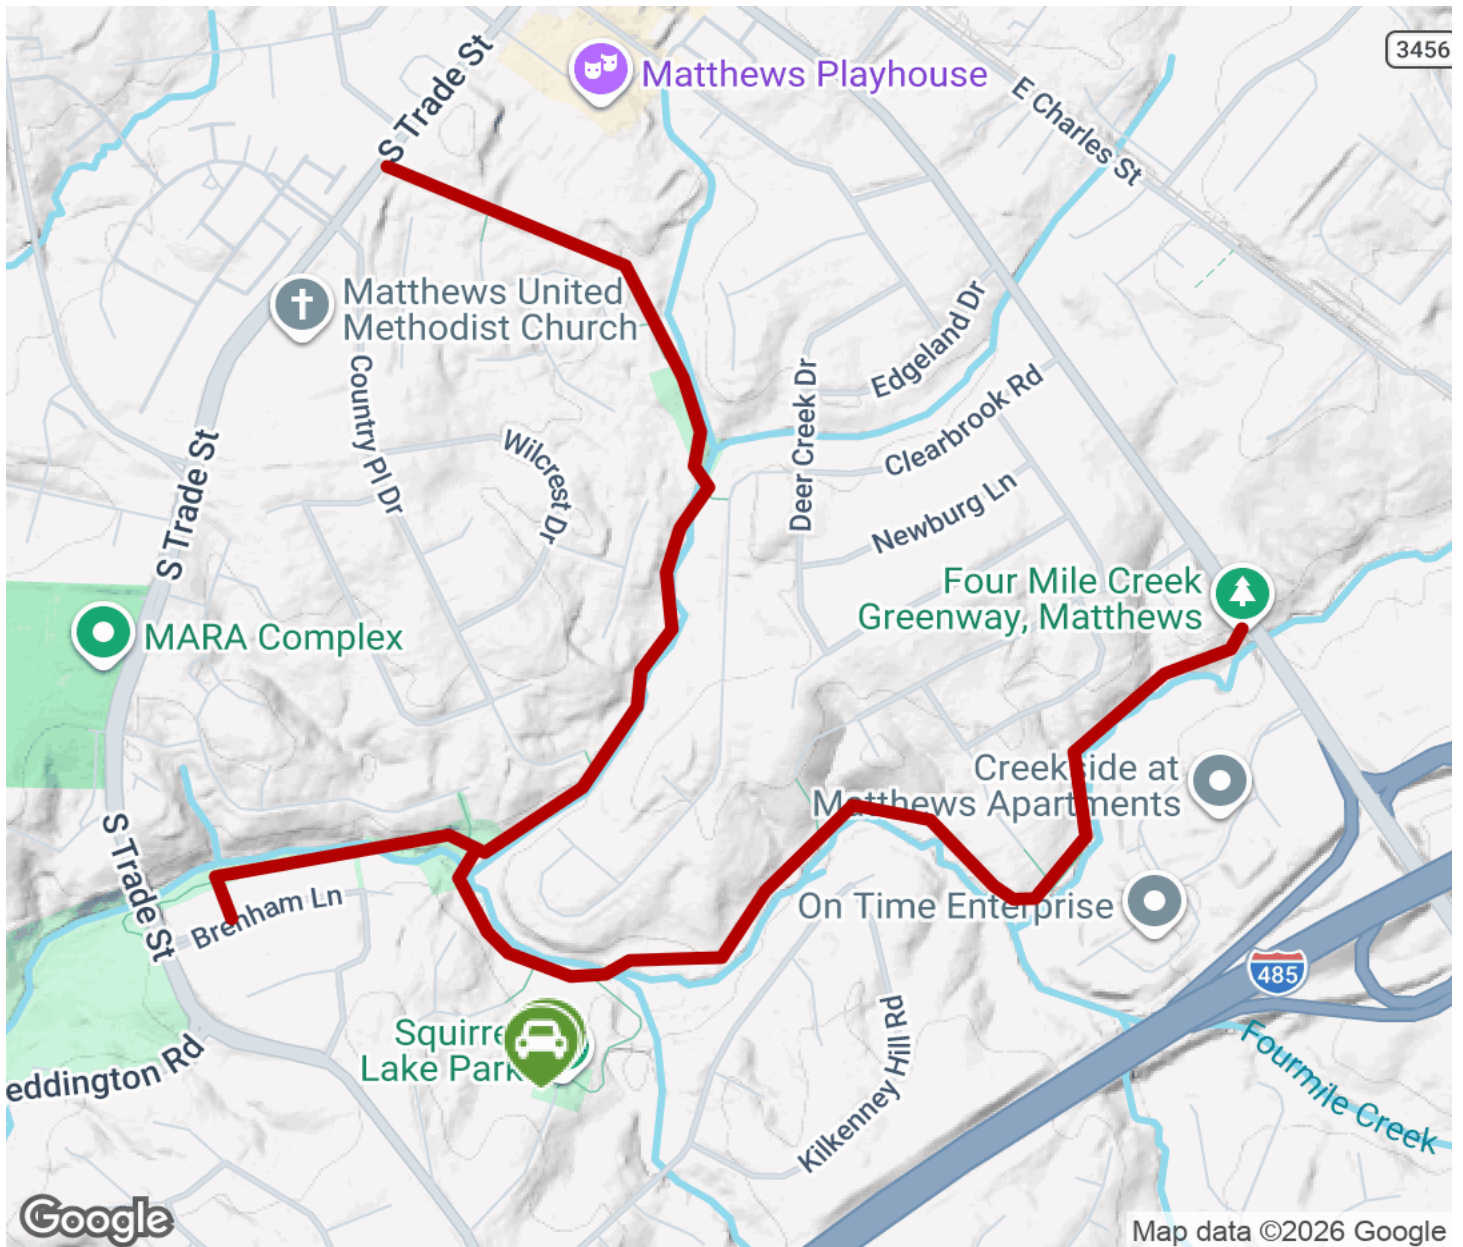 3456
S Trade St
Matthews Playhouse
E Charles St
Matthews United
Methodist Church
Edgeland Dr
Country Pl Dr
Deer Creek Dr
Clearbrook Rd
Wilcrest Dr
S Trade St
Newburg Ln
Four Mile Creek
Greenway, Matthews
MARA Complex
Creekside at
Matthews Apartments
S Trade St
Brenham Ln
On Time Enterprise
485
Squirre
Lake Park
Kilkenney Hill Rd
eddington Rd
Fourmile Creek
Google
Map data ©2026 Google